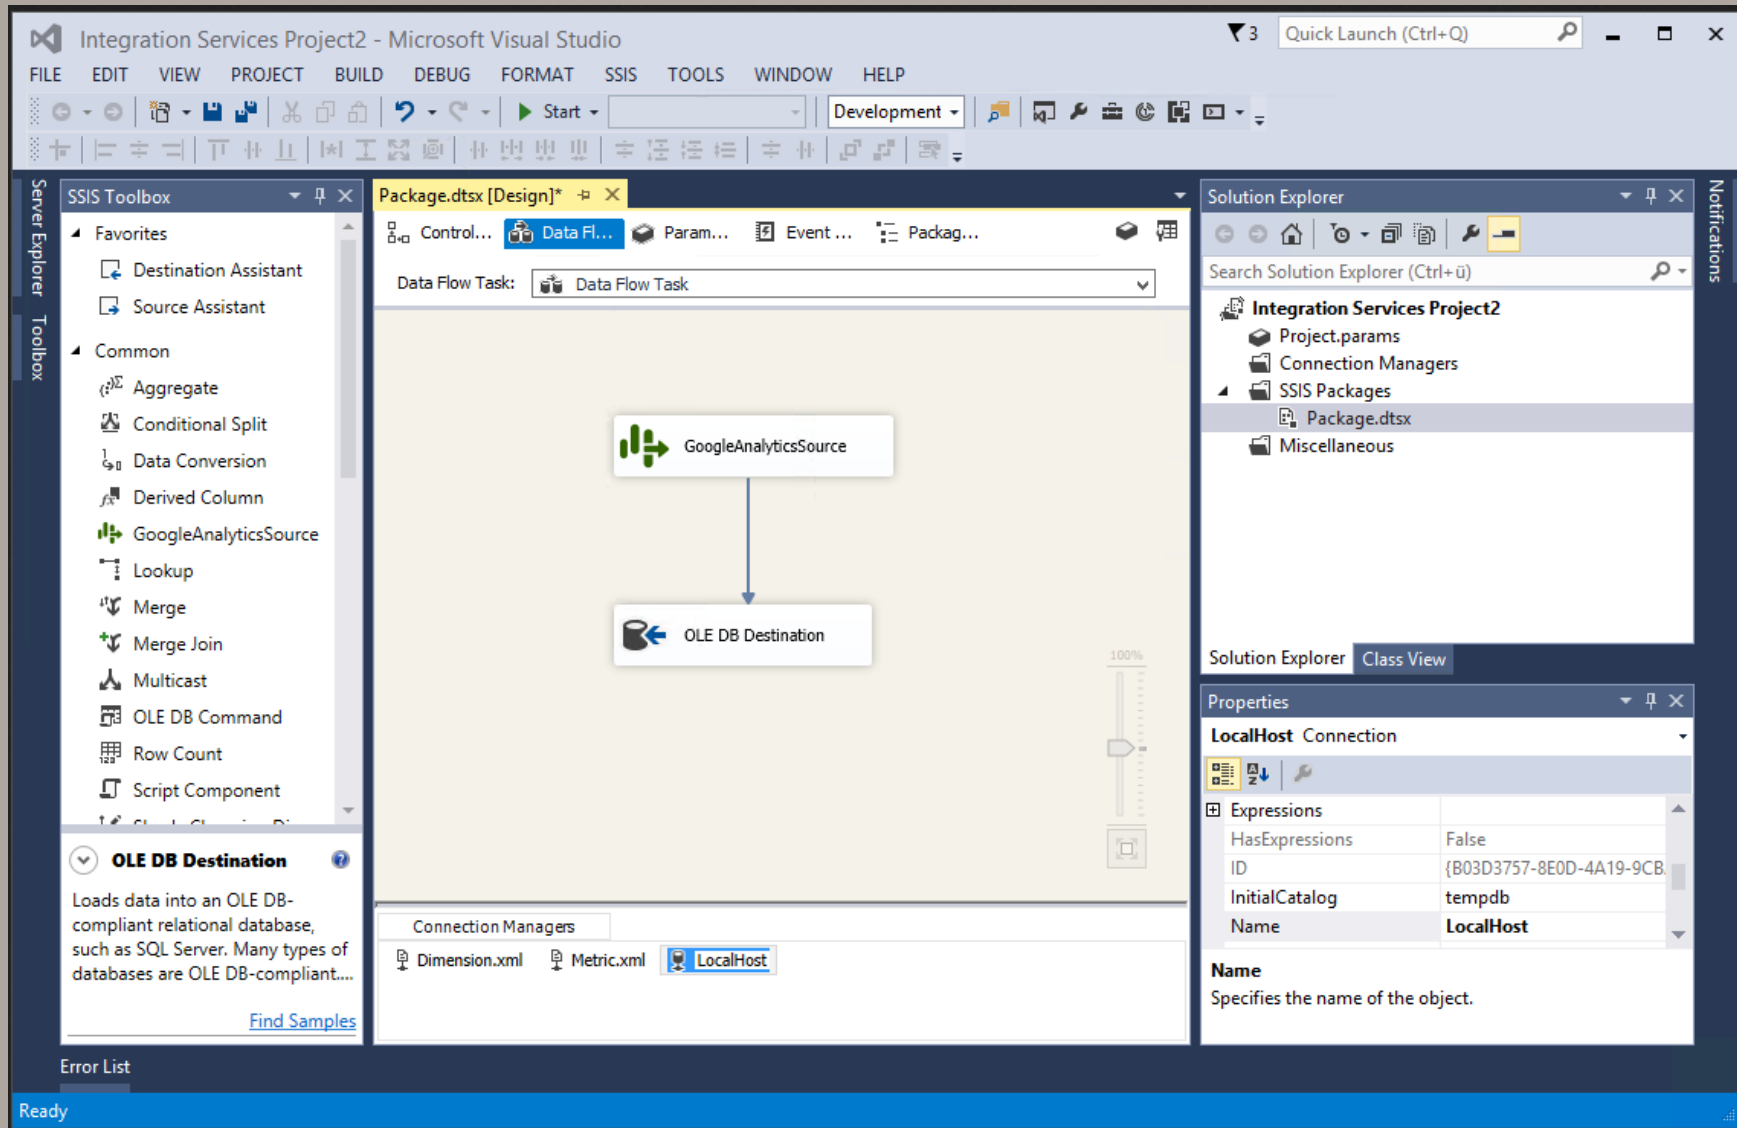 Integration Services Project2 - Microsoft Visual Studio
3
Quick Launch (Ctrl+Q)
FILE EDIT VIEW PROJECT BUILD DEBUG FORMAT SSIS TOOLS WINDOW HELP
Start
Development
Server Explorer
Toolbox
SSIS Toolbox
Favorites
Destination Assistant
Source Assistant
Common
Aggregate
Conditional Split
Data Conversion
Derived Column
GoogleAnalyticsSource
Lookup
Merge
Merge Join
Multicast
OLE DB Command
Row Count
Script Component
OLE DB Destination
Loads data into an OLE DB-
compliant relational database,
such as SQL Server. Many types of
databases are OLE DB-compliant....
Find Samples
Package.dtsx [Design]*
Control... Data Fl... Param... Event ... Packag...
Data Flow Task: Data Flow Task
GoogleAnalyticsSource
OLE DB Destination
100%
Connection Managers
Dimension.xml Metric.xml LocalHost
Solution Explorer
Search Solution Explorer (Ctrl+ü)
Integration Services Project2
Project.params
Connection Managers
SSIS Packages
Package.dtsx
Miscellaneous
Solution Explorer Class View
Properties
LocalHost Connection
Expressions
HasExpressions False
ID {B03D3757-8E0D-4A19-9CB
InitialCatalog tempdb
Name LocalHost
Name
Specifies the name of the object.
Notifications
Error List
Ready